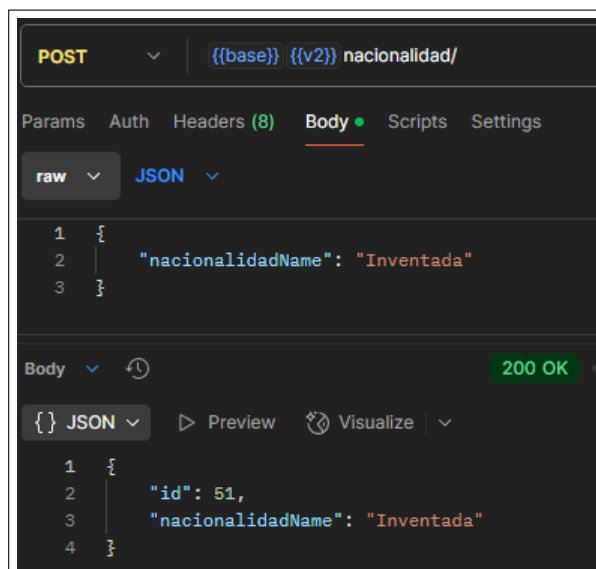 POST {{base}} {{v2}} nacionalidad/
Params Auth Headers (8) Body Scripts Settings
raw JSON
1 {
2 "nacionalidadName": "Inventada"
3 }
Body 200 OK
{} JSON Preview Visualize
1 {
2 "id": 51,
3 "nacionalidadName": "Inventada"
4 }